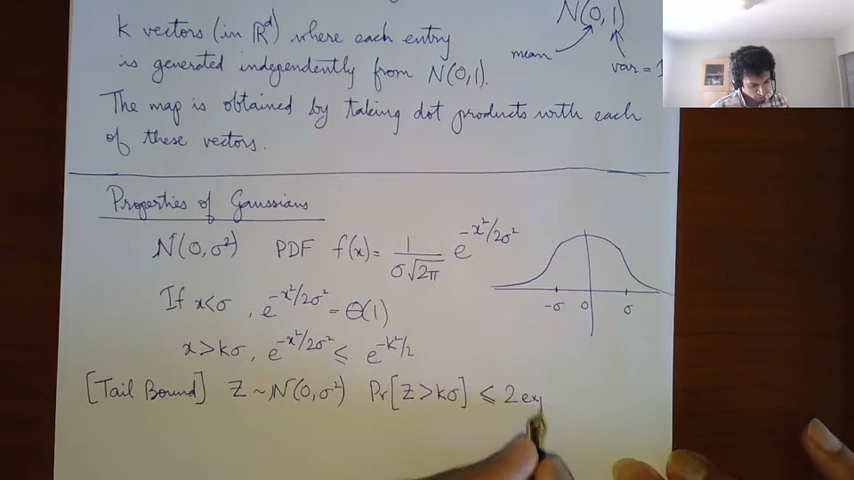 N(0,1)
k vectors (in ℝᵈ) where each entry
mean
var = 1
is generated independently from N(0,1).
The map is obtained by taking dot products with each
of these vectors.
Properties of Gaussians
N(0,σ²) PDF f(x)= 1/(σ√2π) e^(-x²/2σ²)
If x<σ, e^(-x²/2σ²) = Θ(1)
-σ 0 σ
x>kσ, e^(-x²/2σ²) ≤ e^(-k²/2)
[Tail Bound] Z~N(0,σ²) Pr[Z>kσ] ≤ 2ex